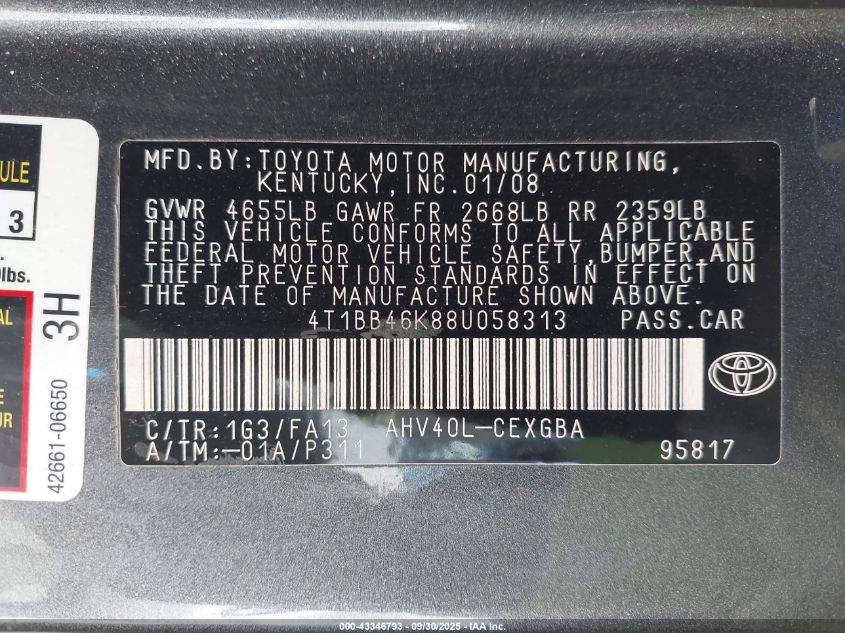 MFD.BY:TOYOTA MOTOR MANUFACTURING,
KENTUCKY,INC.01/08
GVWR 4655LB GAWR FR 2668LB RR 2359LB
THIS VEHICLE CONFORMS TO ALL APPLICABLE
FEDERAL MOTOR VEHICLE SAFETY,BUMPER,AND
THEFT PREVENTION STANDARDS IN EFFECT ON
THE DATE OF MANUFACTURE SHOWN ABOVE.
4T1BB46K88U058313 PASS.CAR
C/TR:1G3/FA13 AHV40L-CEXGBA
A/TM:-01A/P311 95817
ULE
3
lbs.
AL
E
OUR
3H
42661-06650
000-43346793 - 09/30/2025 - IAA Inc.